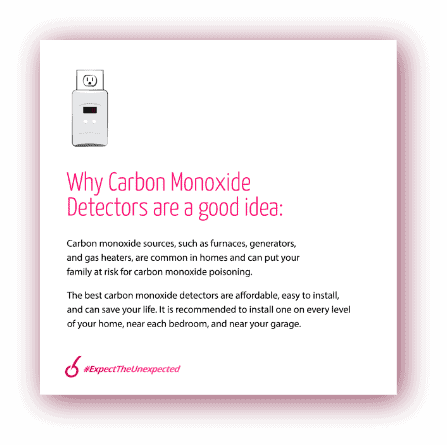 Why Carbon Monoxide
Detectors are a good idea:
Carbon monoxide sources, such as furnaces, generators,
and gas heaters, are common in homes and can put your
family at risk for carbon monoxide poisoning.
The best carbon monoxide detectors are affordable, easy to install,
and can save your life. It is recommended to install one on every level
of your home, near each bedroom, and near your garage.
#ExpectTheUnexpected